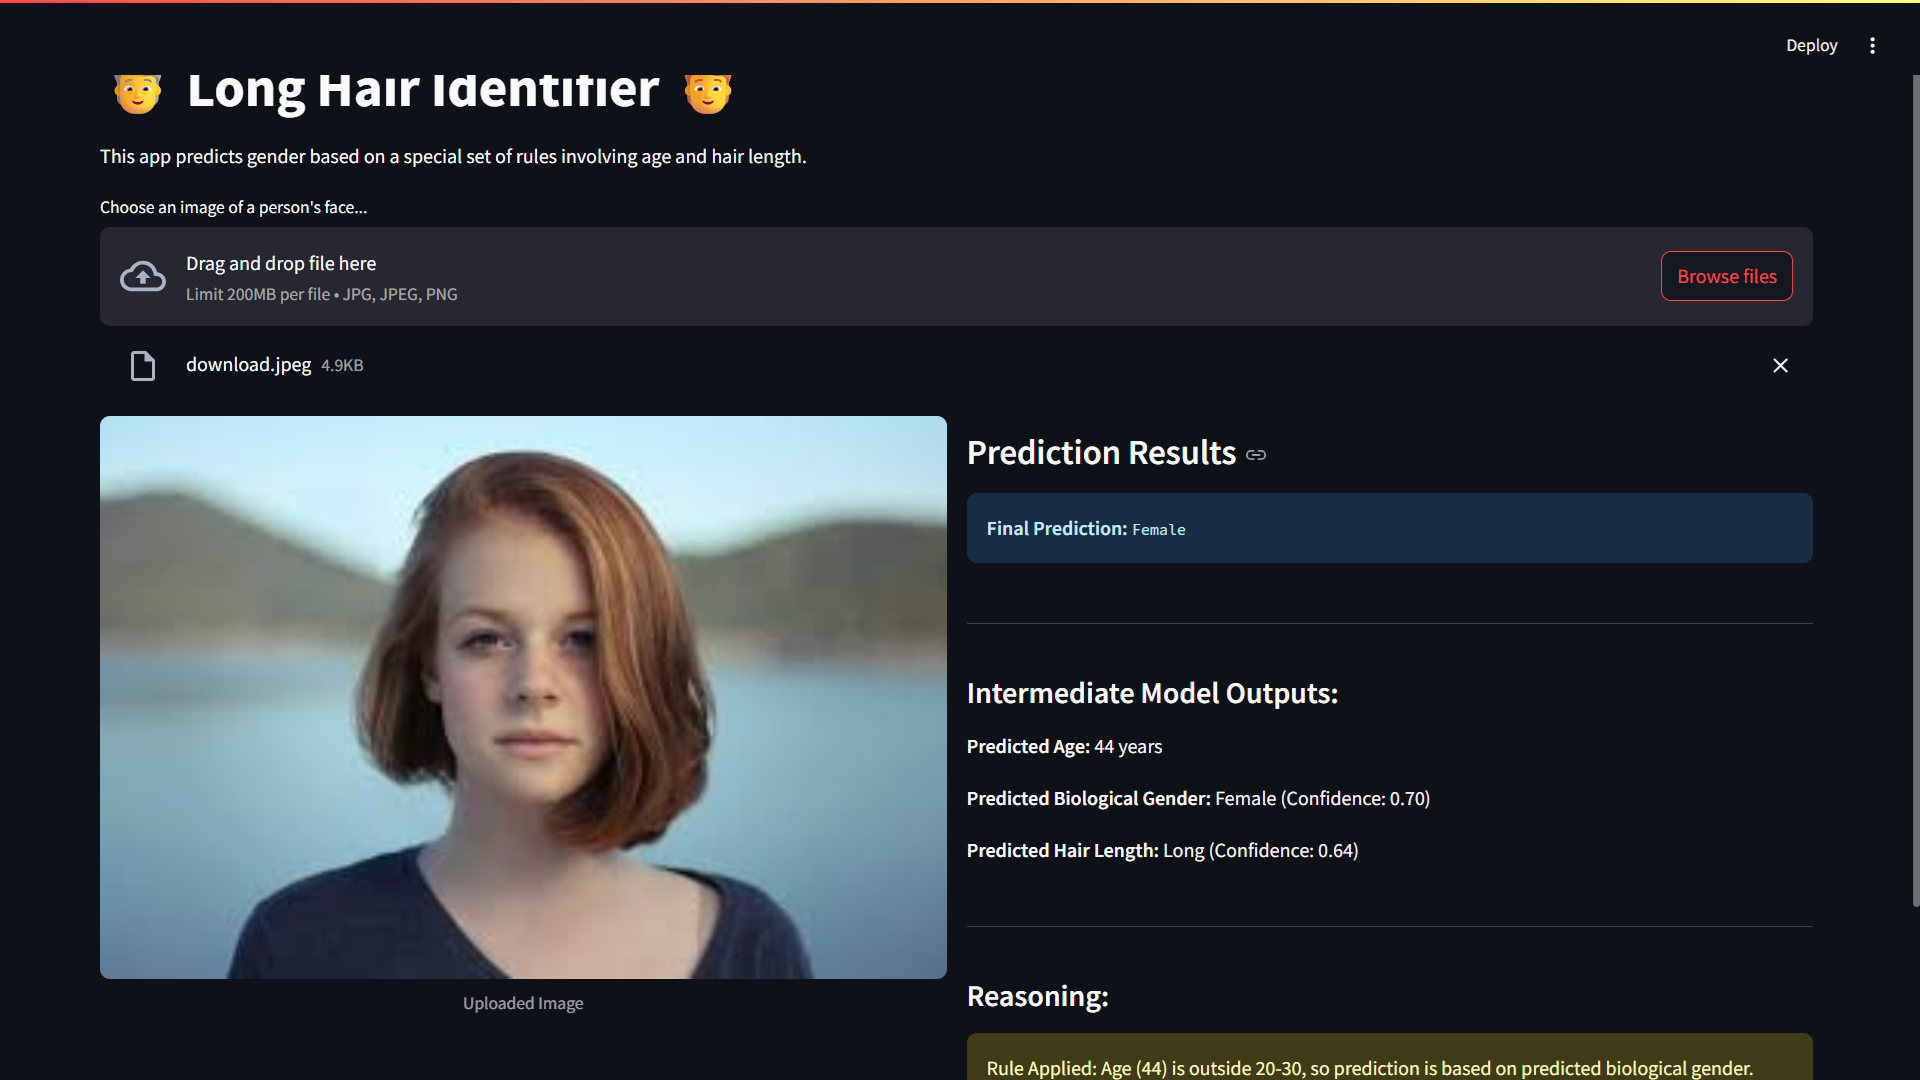 Deploy
Long Hair Identifier
This app predicts gender based on a special set of rules involving age and hair length.
Choose an image of a person's face...
Drag and drop file here
Limit 200MB per file • JPG, JPEG, PNG
Browse files
download.jpeg 4.9KB
Prediction Results
Final Prediction: Female
Intermediate Model Outputs:
Predicted Age: 44 years
Predicted Biological Gender: Female (Confidence: 0.70)
Predicted Hair Length: Long (Confidence: 0.64)
Uploaded Image
Reasoning:
Rule Applied: Age (44) is outside 20-30, so prediction is based on predicted biological gender.